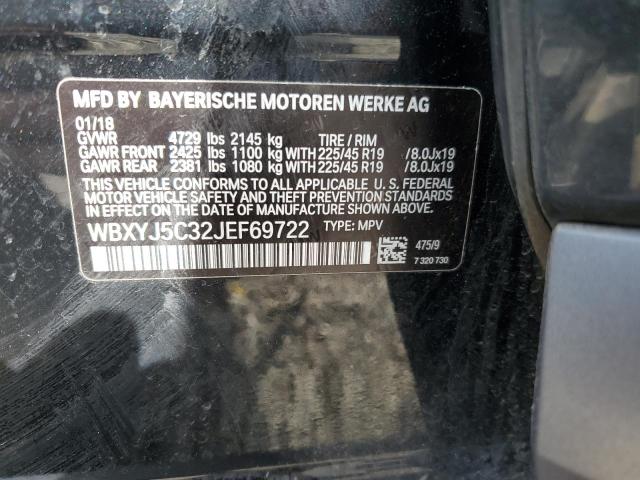 MFD BY BAYERISCHE MOTOREN WERKE AG
01/18
GVWR 4729 lbs 2145 kg TIRE / RIM
GAWR FRONT 2425 lbs 1100 kg WITH 225/45 R19 /8.0Jx19
GAWR REAR 2381 lbs 1080 kg WITH 225/45 R19 /8.0Jx19
THIS VEHICLE CONFORMS TO ALL APPLICABLE U. S. FEDERAL
MOTOR VEHICLE SAFETY AND THEFT PREVENTION STANDARDS
IN EFFECT ON THE DATE OF MANUFACTURE SHOWN ABOVE.
WBXYJ5C32JEF69722 TYPE: MPV
475/9
7 320 730